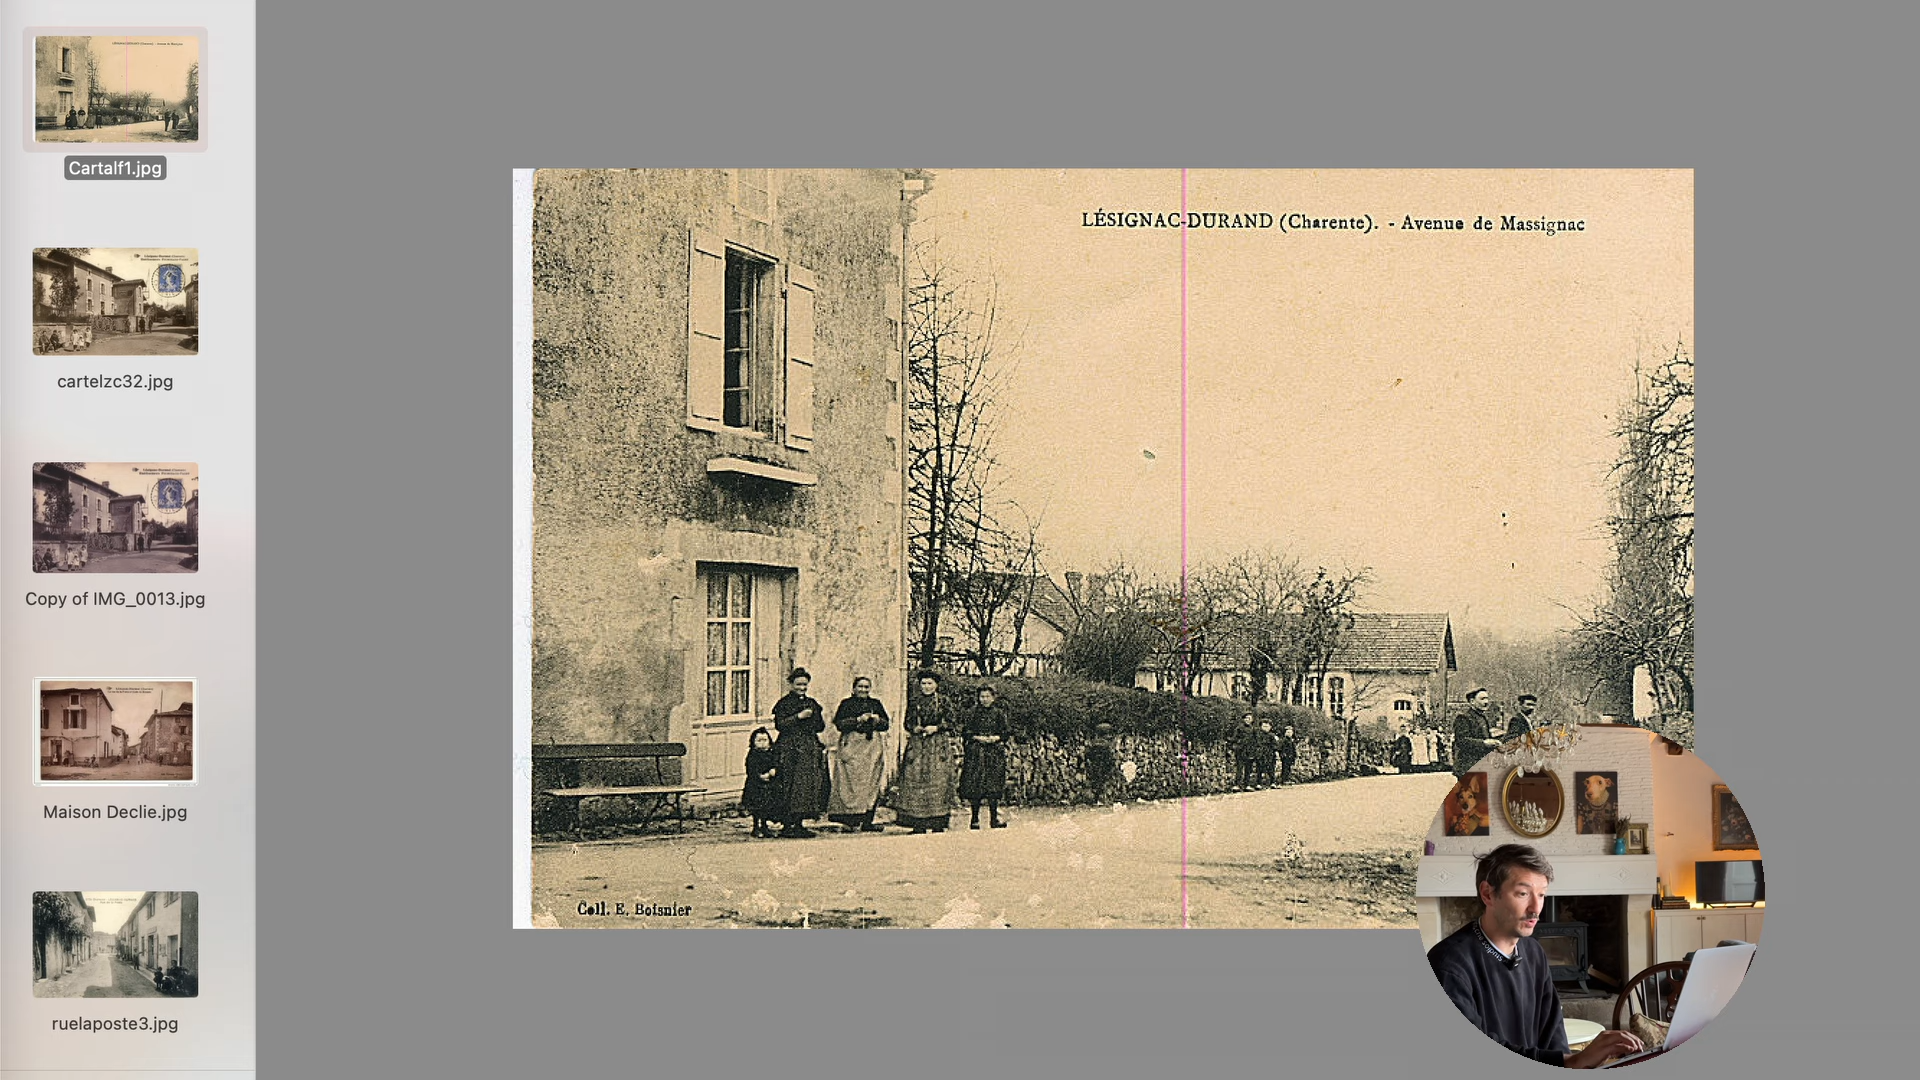 Cartalf1.jpg
cartelzc32.jpg
Copy of IMG_0013.jpg
Maison Declie.jpg
ruelaposte3.jpg
LÉSIGNAC-DURAND (Charente). - Avenue de Massignac
Coll. E. Boisnier